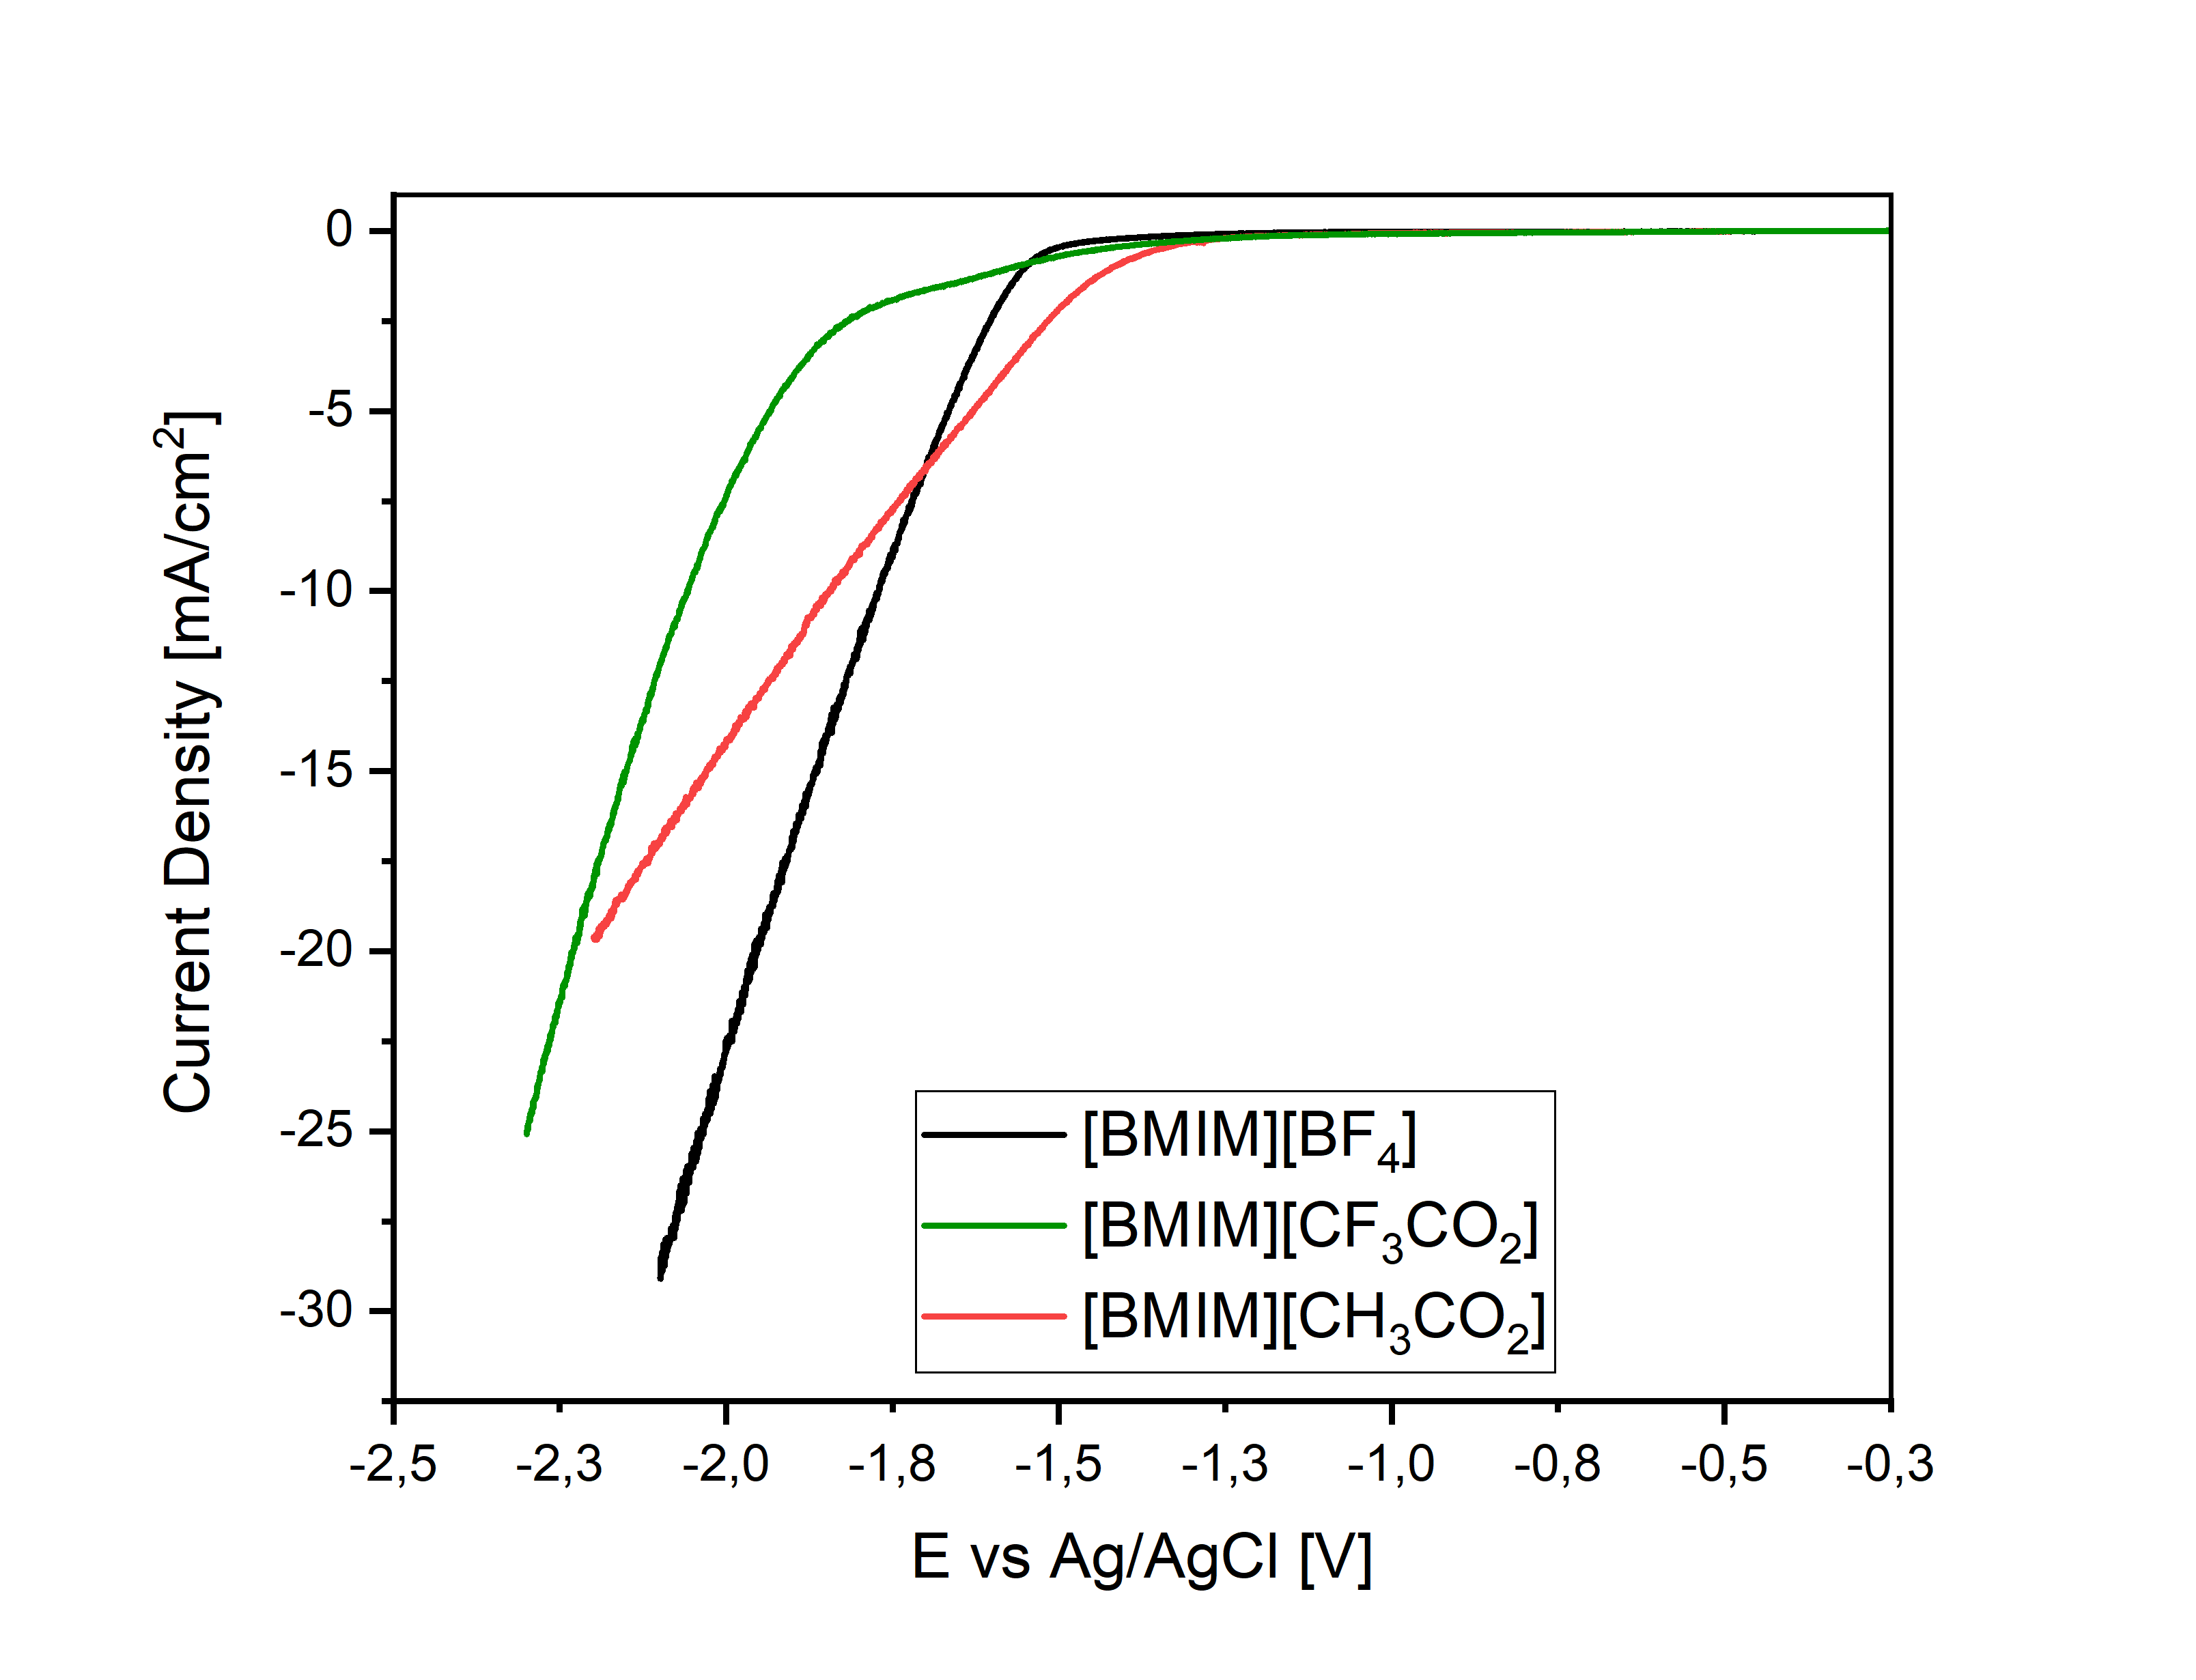 0
-5
-10
-15
-20
-25
-30
Current Density [mA/cm²]
[BMIM][BF₄]
[BMIM][CF₃CO₂]
[BMIM][CH₃CO₂]
-2,5 -2,3 -2,0 -1,8 -1,5 -1,3 -1,0 -0,8 -0,5 -0,3
E vs Ag/AgCl [V]